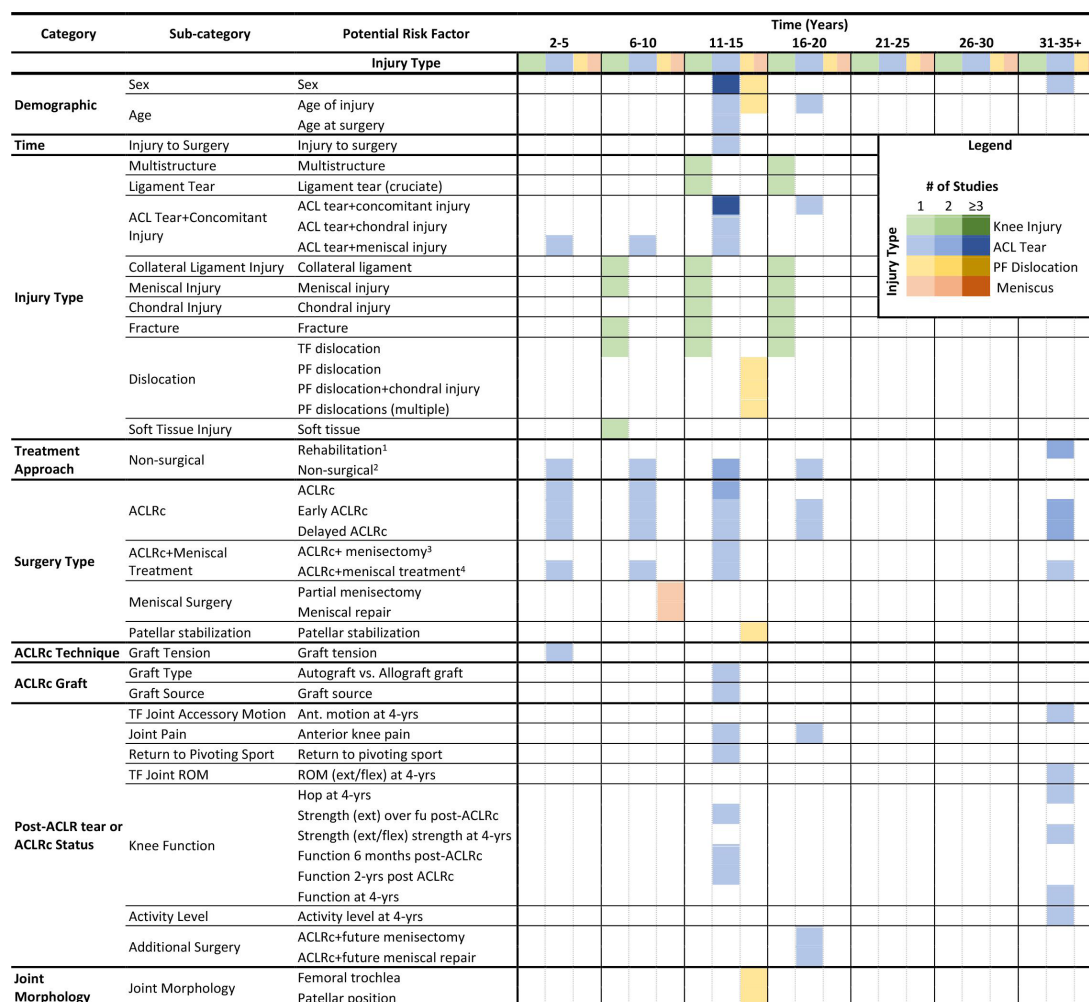 Category Sub-category Potential Risk Factor Time (Years)
2-5 6-10 11-15 16-20 21-25 26-30 31-35+
Injury Type
Demographic Sex Sex
Age Age of injury
Age at surgery
Time Injury to Surgery Injury to surgery
Injury Type Multistructure Multistructure
Ligament Tear Ligament tear (cruciate)
ACL Tear+Concomitant Injury ACL tear+concomitant injury
ACL tear+chondral injury
ACL tear+meniscal injury
Collateral Ligament Injury Collateral ligament
Meniscal Injury Meniscal injury
Chondral Injury Chondral injury
Fracture Fracture
Dislocation TF dislocation
PF dislocation
PF dislocation+chondral injury
PF dislocations (multiple)
Soft Tissue Injury Soft tissue
Legend
# of Studies
1 2 ≥3
Injury Type
Knee Injury
ACL Tear
PF Dislocation
Meniscus
Treatment Approach Non-surgical Rehabilitation¹
Non-surgical²
Surgery Type ACLRc ACLRc
Early ACLRc
Delayed ACLRc
ACLRc+Meniscal Treatment ACLRc+ menisectomy³
ACLRc+meniscal treatment⁴
Meniscal Surgery Partial menisectomy
Meniscal repair
Patellar stabilization Patellar stabilization
ACLRc Technique Graft Tension Graft tension
ACLRc Graft Graft Type Autograft vs. Allograft graft
Graft Source Graft source
Post-ACLR tear or ACLRc Status TF Joint Accessory Motion Ant. motion at 4-yrs
Joint Pain Anterior knee pain
Return to Pivoting Sport Return to pivoting sport
TF Joint ROM ROM (ext/flex) at 4-yrs
Knee Function Hop at 4-yrs
Strength (ext) over fu post-ACLRc
Strength (ext/flex) strength at 4-yrs
Function 6 months post-ACLRc
Function 2-yrs post ACLRc
Function at 4-yrs
Activity Level Activity level at 4-yrs
Additional Surgery ACLRc+future menisectomy
ACLRc+future meniscal repair
Joint Morphology Joint Morphology Femoral trochlea
Patellar position